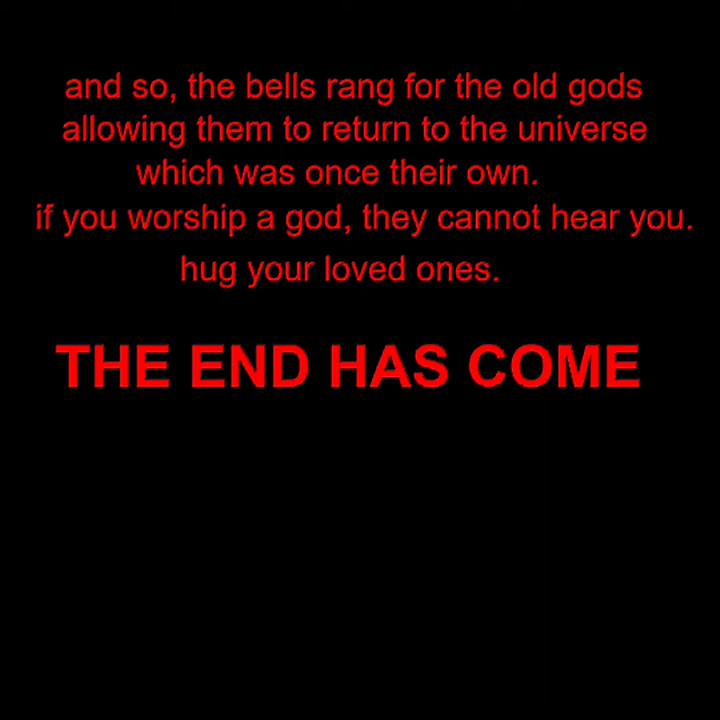 and so, the bells rang for the old gods
allowing them to return to the universe
which was once their own.
if you worship a god, they cannot hear you.
hug your loved ones.
THE END HAS COME